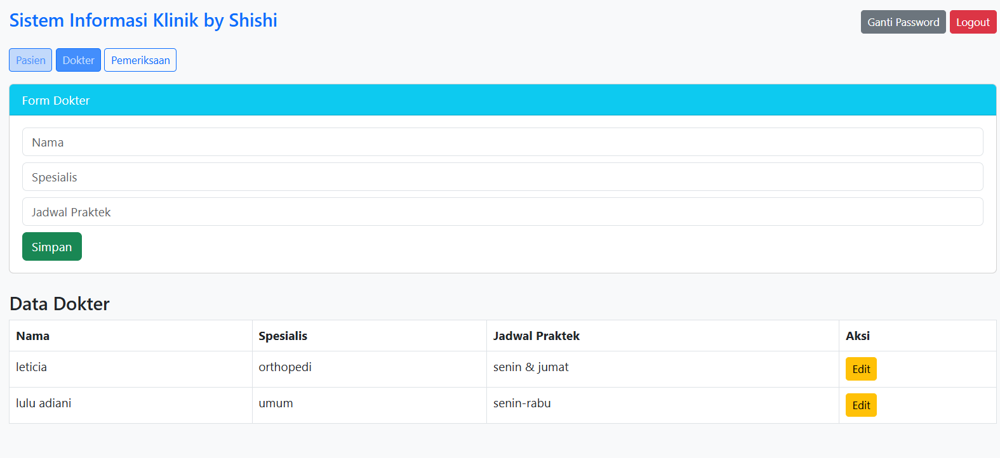 Sistem Informasi Klinik by Shishi
Ganti Password Logout
Pasien Dokter Pemeriksaan
Form Dokter
Nama
Spesialis
Jadwal Praktek
Simpan
Data Dokter
Nama Spesialis Jadwal Praktek Aksi
leticia orthopedi senin & jumat Edit
lulu adiani umum senin-rabu Edit